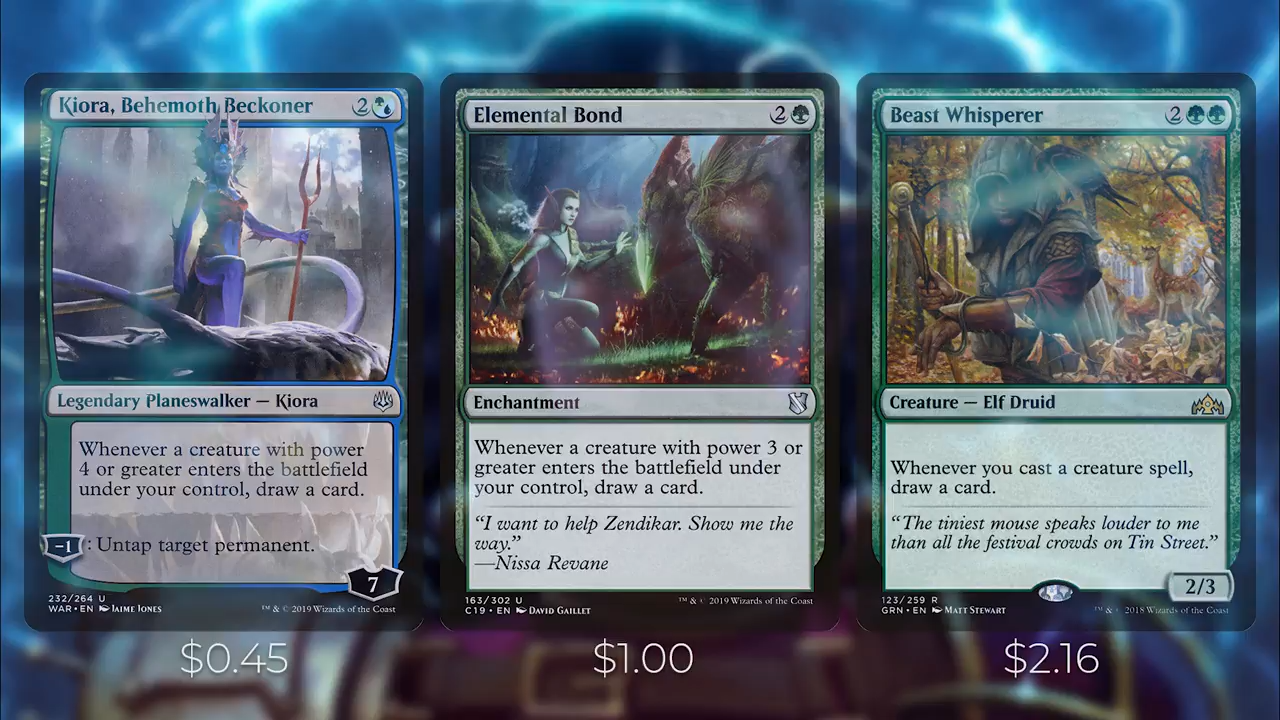 Kiora, Behemoth Beckoner 2
Legendary Planeswalker — Kiora
Whenever a creature with power
4 or greater enters the battlefield
under your control, draw a card.
−1 : Untap target permanent.
7
232/264 U
WAR • EN Jaime Jones
™ & © 2019 Wizards of the Coast
$0.45
Elemental Bond 2
Enchantment
Whenever a creature with power 3 or
greater enters the battlefield under
your control, draw a card.
“I want to help Zendikar. Show me the
way.”
—Nissa Revane
163/302 U
C19 • EN David Gaillet
™ & © 2019 Wizards of the Coast
$1.00
Beast Whisperer 2
Creature — Elf Druid
Whenever you cast a creature spell,
draw a card.
“The tiniest mouse speaks louder to me
than all the festival crowds on Tin Street.”
2/3
123/259 R
GRN • EN Matt Stewart
™ & © 2018 Wizards of the Coast
$2.16